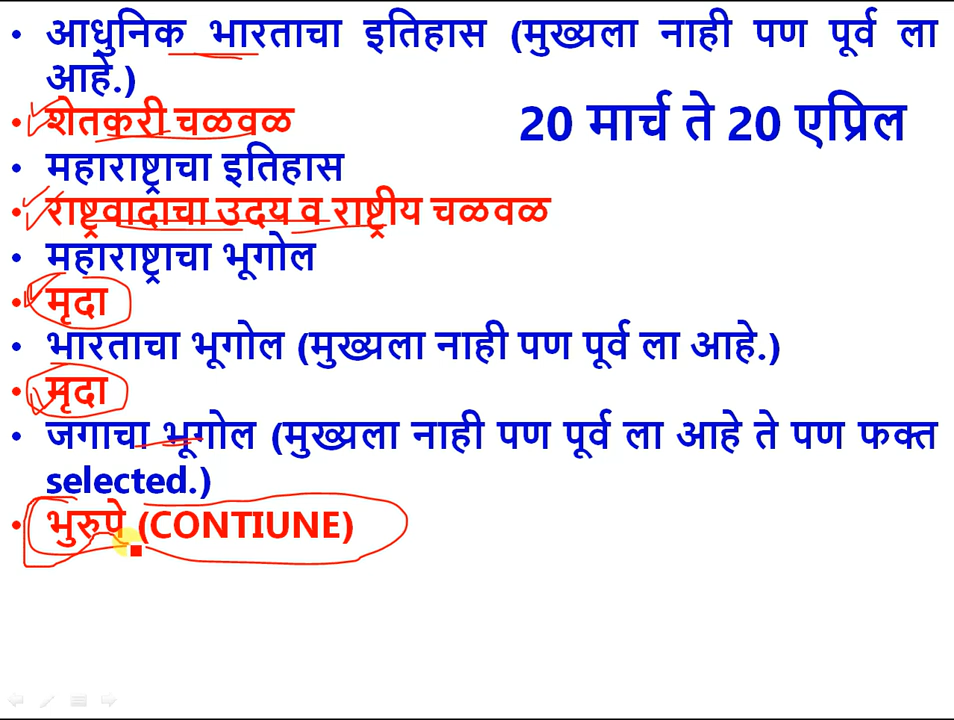 • आधुनिक भारताचा इतिहास (मुख्यला नाही पण पूर्व ला
आहे.)
• शेतकरी चळवळ
20 मार्च ते 20 एप्रिल
• महाराष्ट्राचा इतिहास
• राष्ट्रवादाचा उदय व राष्ट्रीय चळवळ
• महाराष्ट्राचा भूगोल
• मृदा
• भारताचा भूगोल (मुख्यला नाही पण पूर्व ला आहे.)
• मृदा
• जगाचा भूगोल (मुख्यला नाही पण पूर्व ला आहे ते पण फक्त
selected.)
• भुरुपे (CONTIUNE)